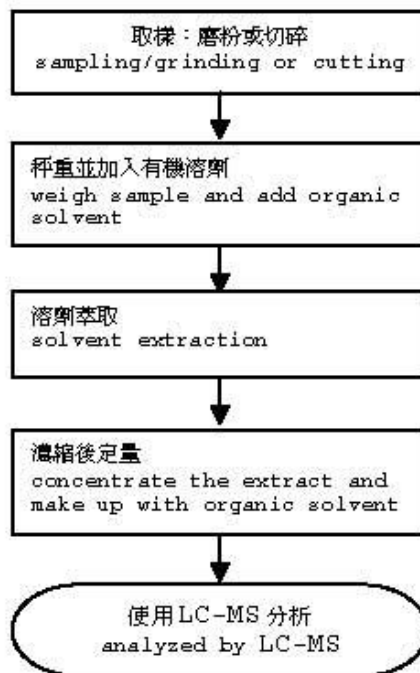 取樣：磨粉或切碎
sampling/grinding or cutting
秤重並加入有機溶劑
weigh sample and add organic
solvent
溶劑萃取
solvent extraction
濃縮後定量
concentrate the extract and
make up with organic solvent
使用LC-MS 分析
analyzed by LC-MS